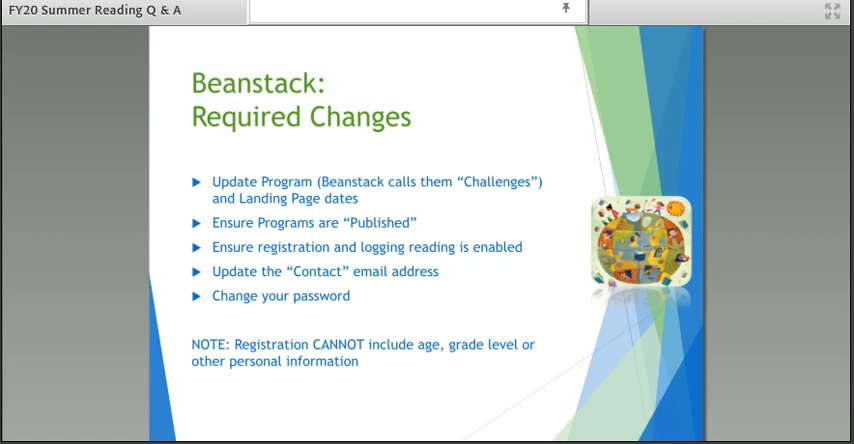 FY20 Summer Reading Q & A
Beanstack:
Required Changes
Update Program (Beanstack calls them “Challenges”)
and Landing Page dates
Ensure Programs are “Published”
Ensure registration and logging reading is enabled
Update the “Contact” email address
Change your password
NOTE: Registration CANNOT include age, grade level or
other personal information